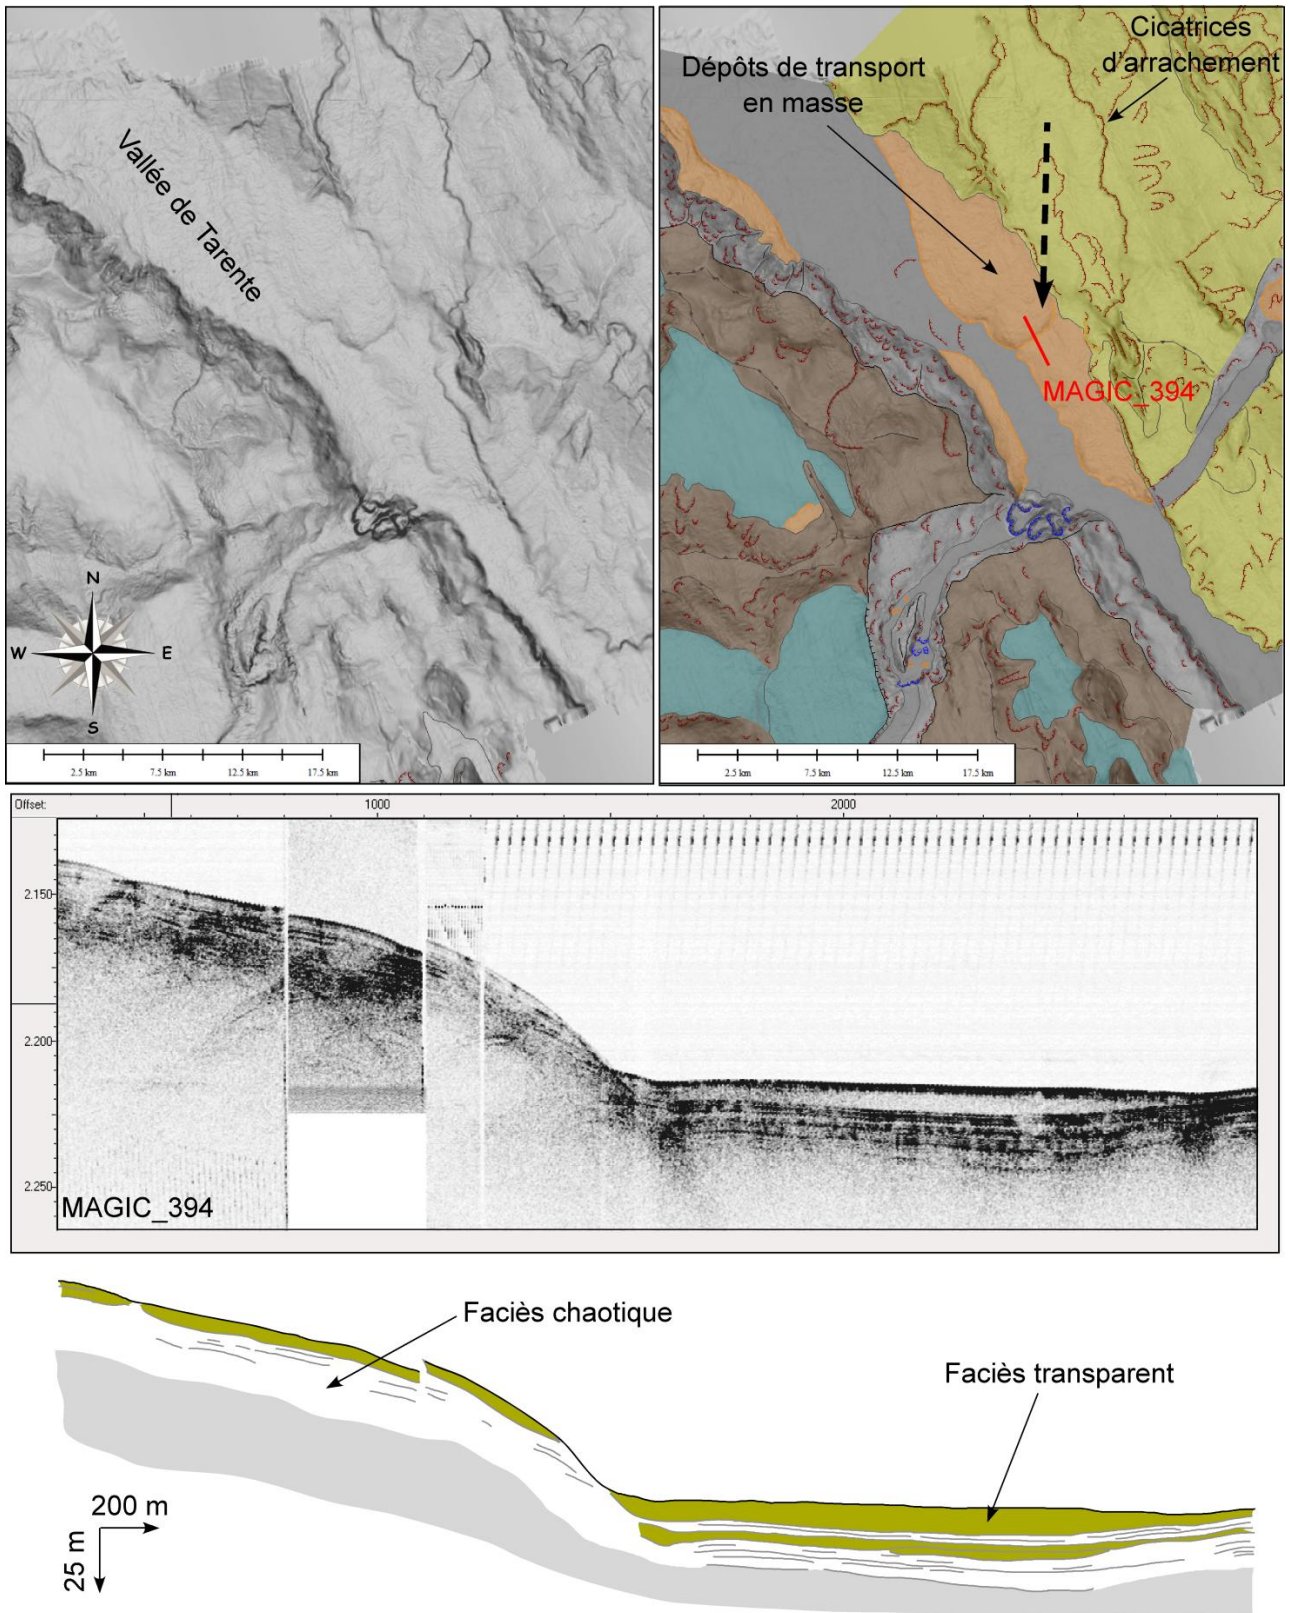 Vallée de Tarente
N
W
E
S
2.5 km
7.5 km
12.5 km
17.5 km
Dépôts de transport
en masse
Cicatrices
d'arrachement
MAGIC_394
2.5 km
7.5 km
12.5 km
17.5 km
Offset:
1000
2000
2.150
2.200
2.250
MAGIC_394
Faciès chaotique
Faciès transparent
200 m
25 m